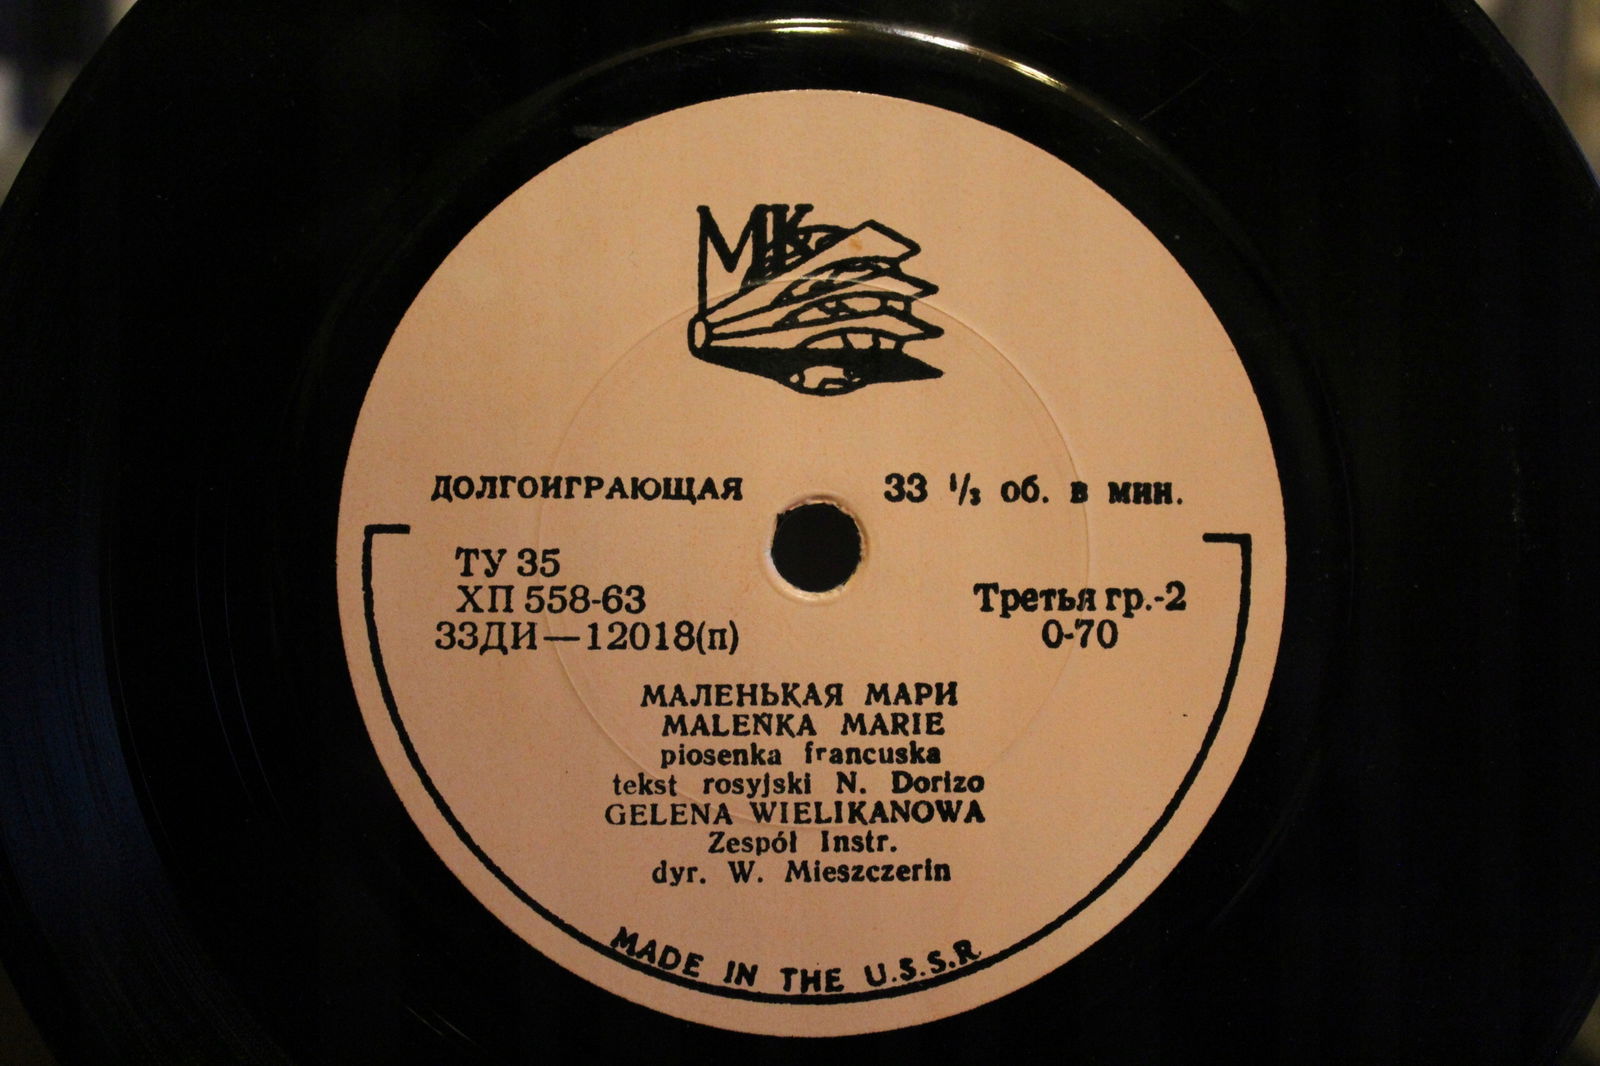 МК
ДОЛГОИГРАЮЩАЯ 33 1/3 об. в мин.
ТУ 35
ХП 558-63
33ДИ—12018(п)
Третья гр.-2
0-70
МАЛЕНЬКАЯ МАРИ
MALEŃKA MARIE
piosenka francuska
tekst rosyjski N. Dorizo
GELENA WIELIKANOWA
Zespół Instr.
dyr. W. Mieszczerin
MADE IN THE U.S.S.R